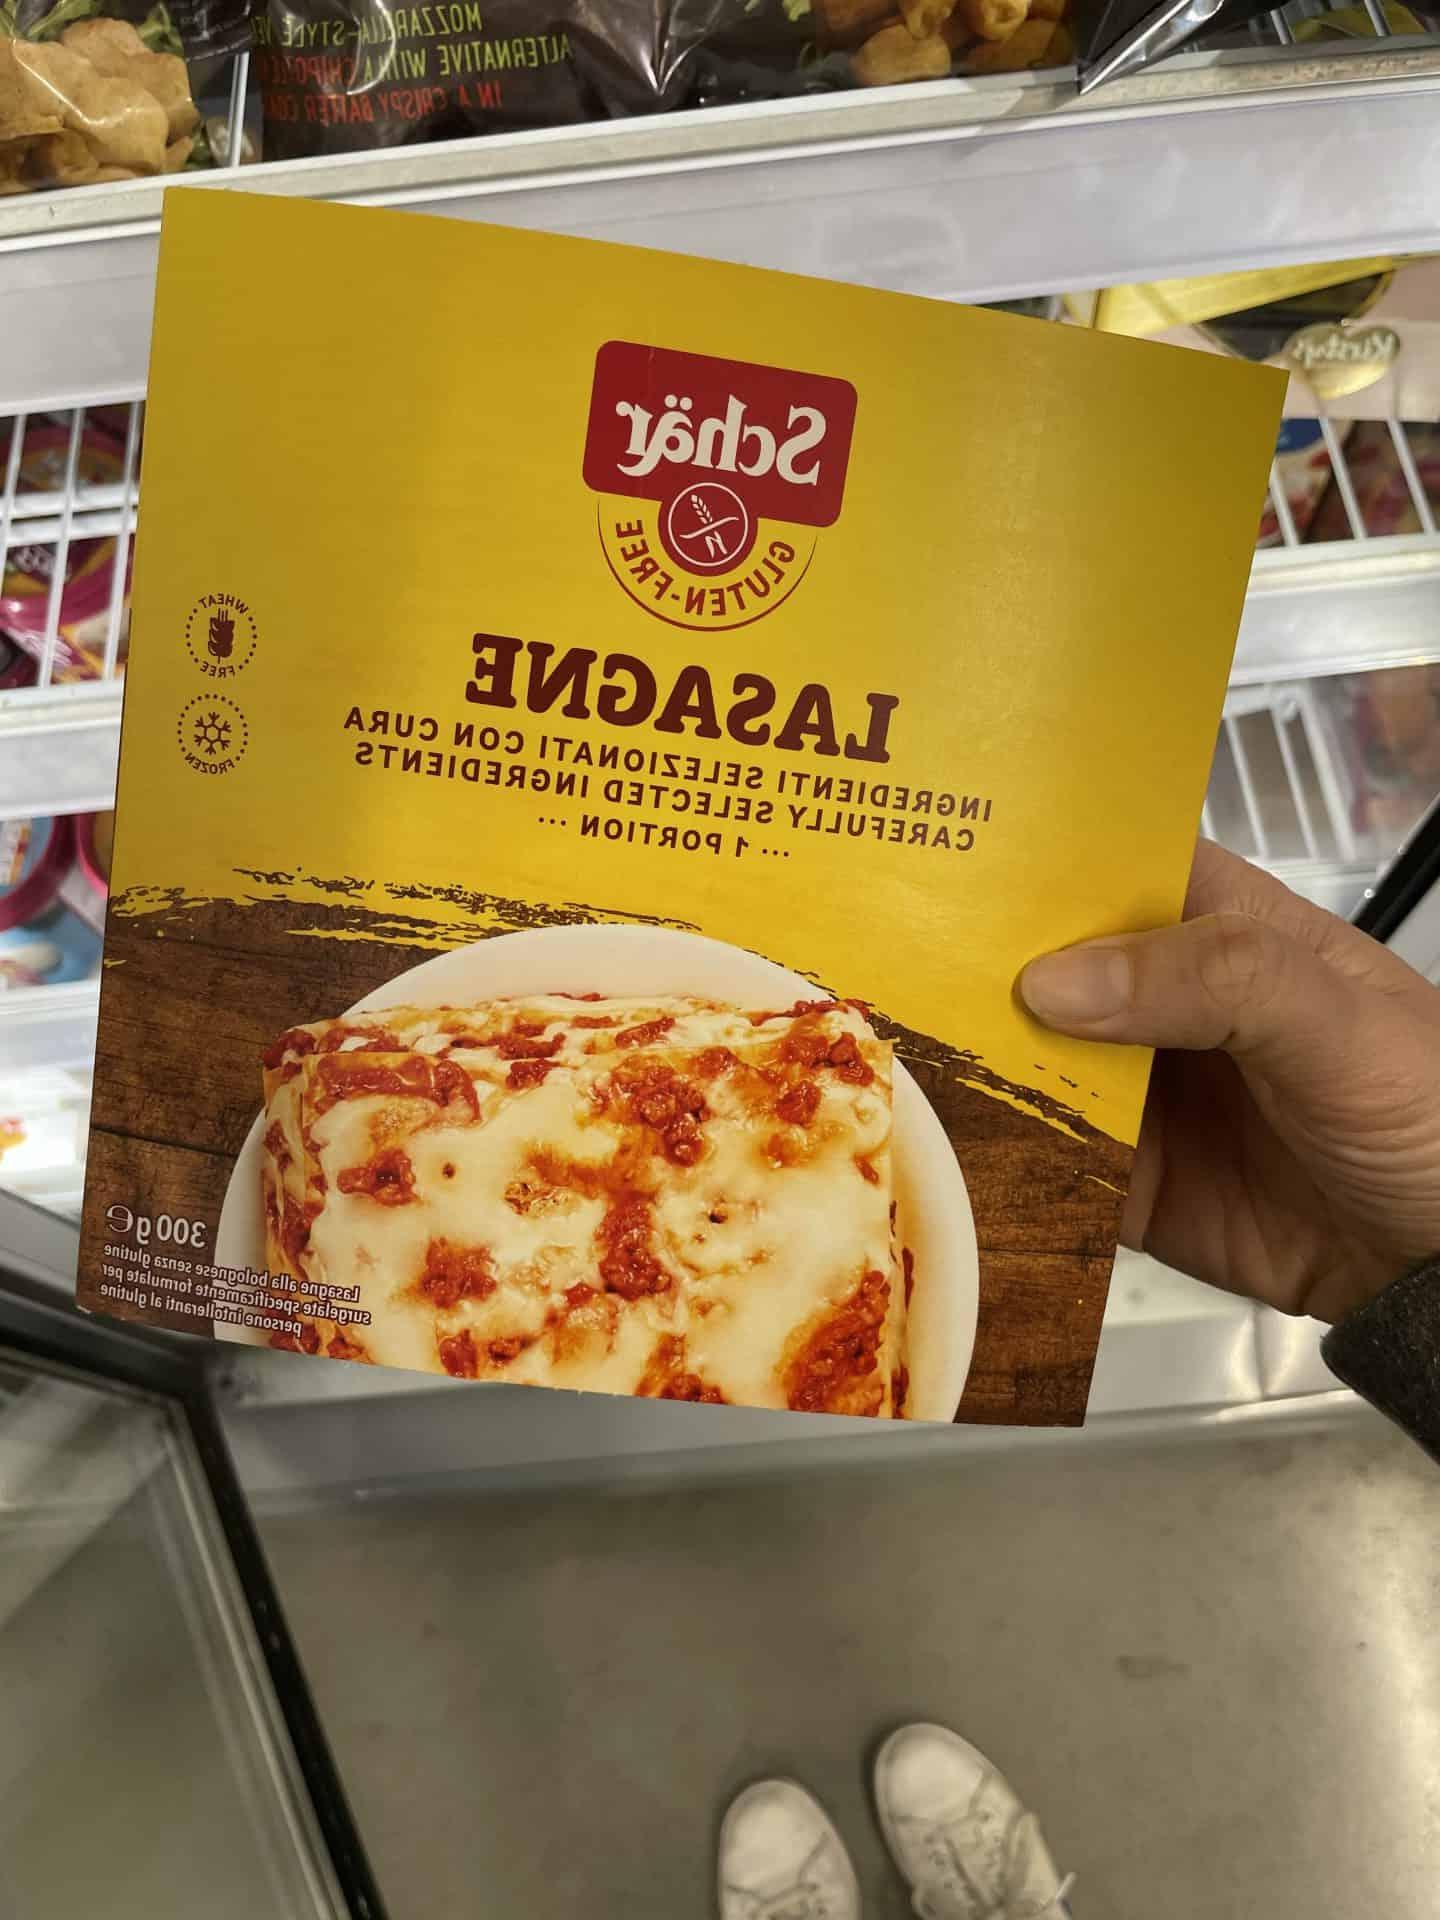 MOZZARELLA-STYLE
ALTERNATIVE WITH CHIPOTLE
IN A CRISPY BATTER
Schär
GLUTEN-FREE
WHEAT
FREE
FROZEN
LASAGNE
INGREDIENTI SELEZIONATI CON CURA
CAREFULLY SELECTED INGREDIENTS
... 1 PORTION ...
300 g e
Lasagne alla bolognese senza glutine
surgelate specificamente formulate per
persone intolleranti al glutine